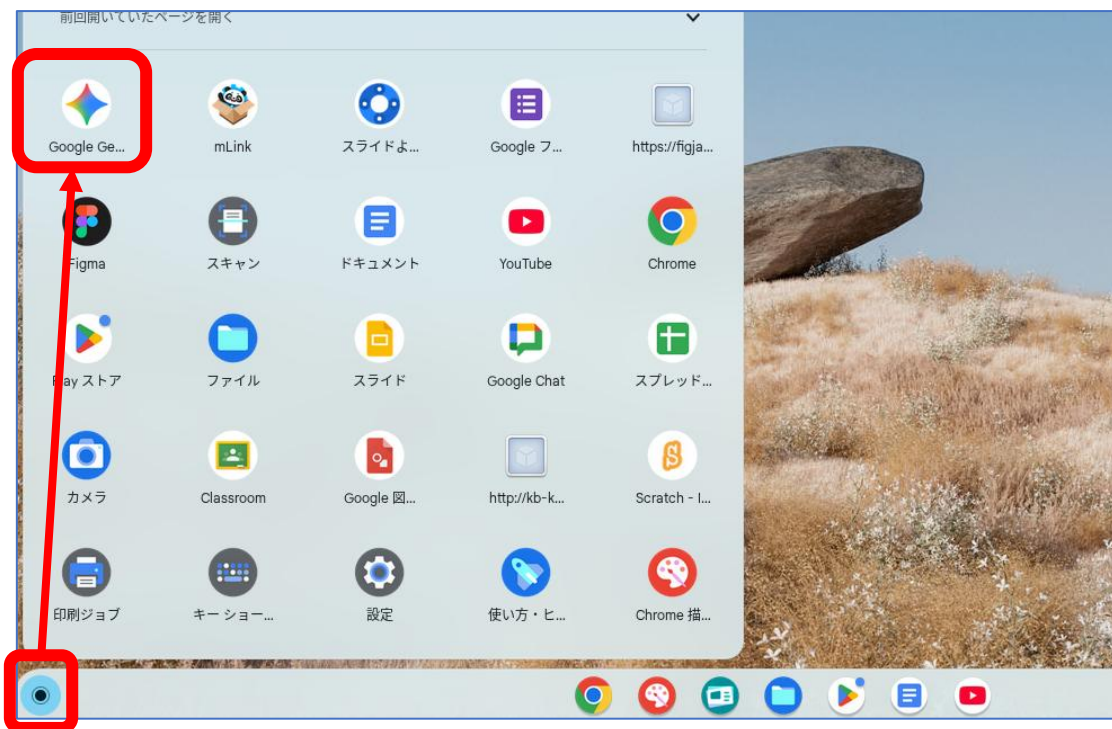 前回開いていたページを開く
Google Ge...
mLink
スライドよ...
Google フ...
https://figja...
Figma
スキャン
ドキュメント
YouTube
Chrome
Play ストア
ファイル
スライド
Google Chat
スプレッド...
カメラ
Classroom
Google 図...
http://kb-k...
Scratch - I...
印刷ジョブ
キー ショー...
設定
使い方・ヒ...
Chrome 描...